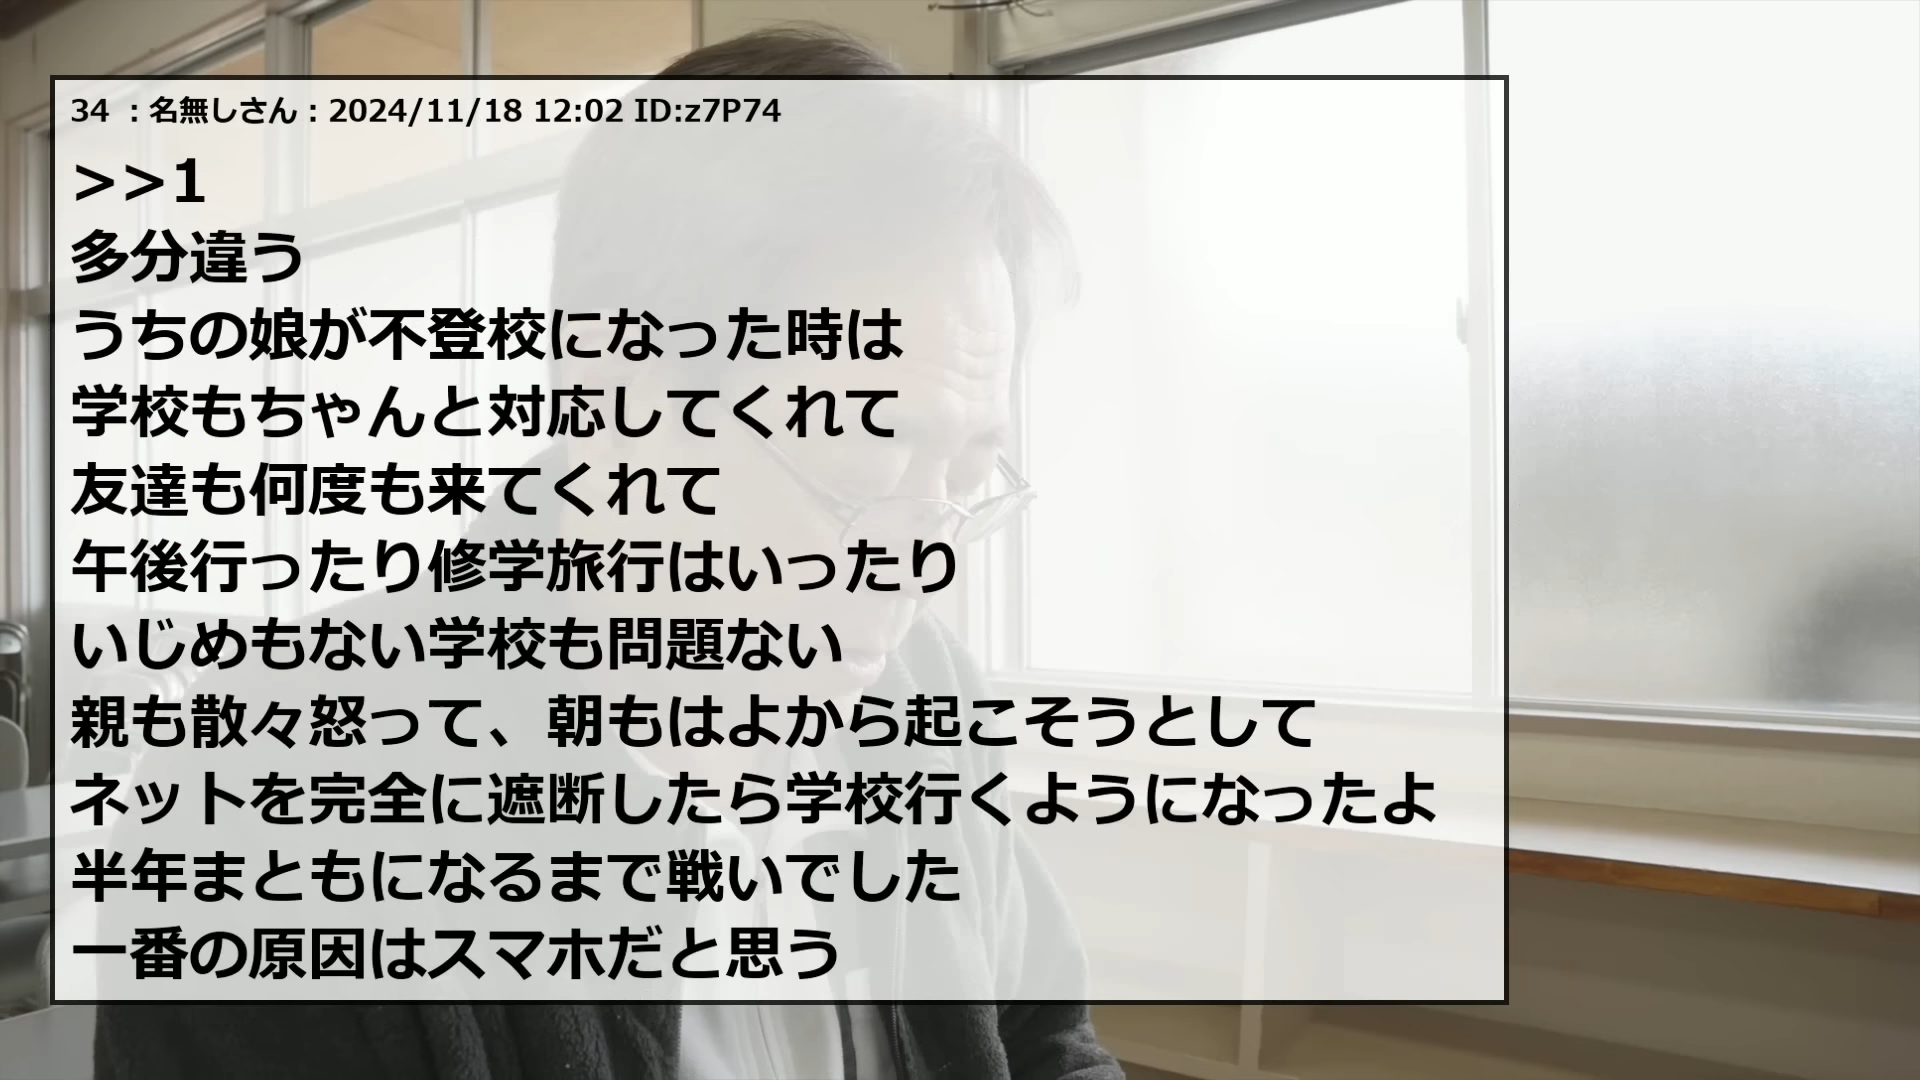 34 ：名無しさん：2024/11/18 12:02 ID:z7P74
>>1
多分違う
うちの娘が不登校になった時は
学校もちゃんと対応してくれて
友達も何度も来てくれて
午後行ったり修学旅行はいったり
いじめもない学校も問題ない
親も散々怒って、朝もはよから起こそうとして
ネットを完全に遮断したら学校行くようになったよ
半年まともになるまで戦いでした
一番の原因はスマホだと思う